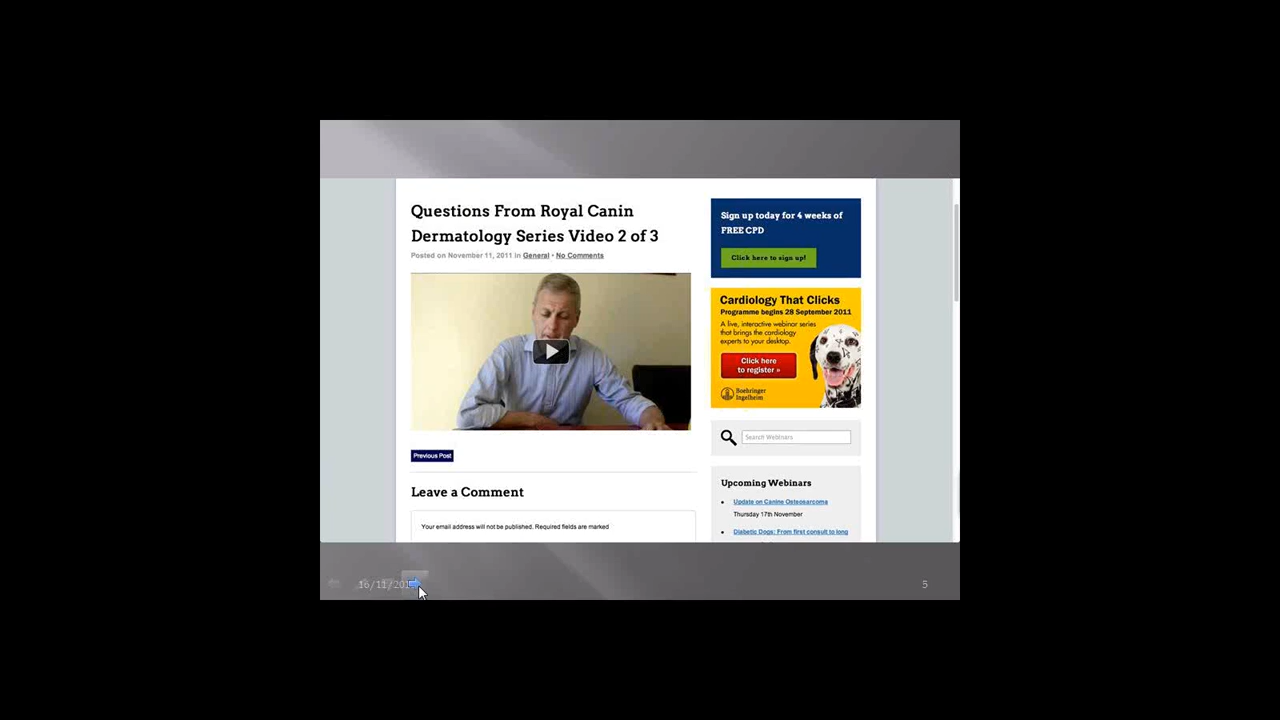 Questions From Royal Canin
Dermatology Series Video 2 of 3
Posted on November 11, 2011 in General • No Comments
Previous Post
Leave a Comment
Your email address will not be published. Required fields are marked
Sign up today for 4 weeks of
FREE CPD
Click here to sign up!
Cardiology That Clicks
Programme begins 28 September 2011
A live, interactive webinar series
that brings the cardiology
experts to your desktop.
Click here
to register »
Boehringer
Ingelheim
Search Webinars
Upcoming Webinars
Update on Canine Osteosarcoma
Thursday 17th November
Diabetic Dogs: From first consult to long
5